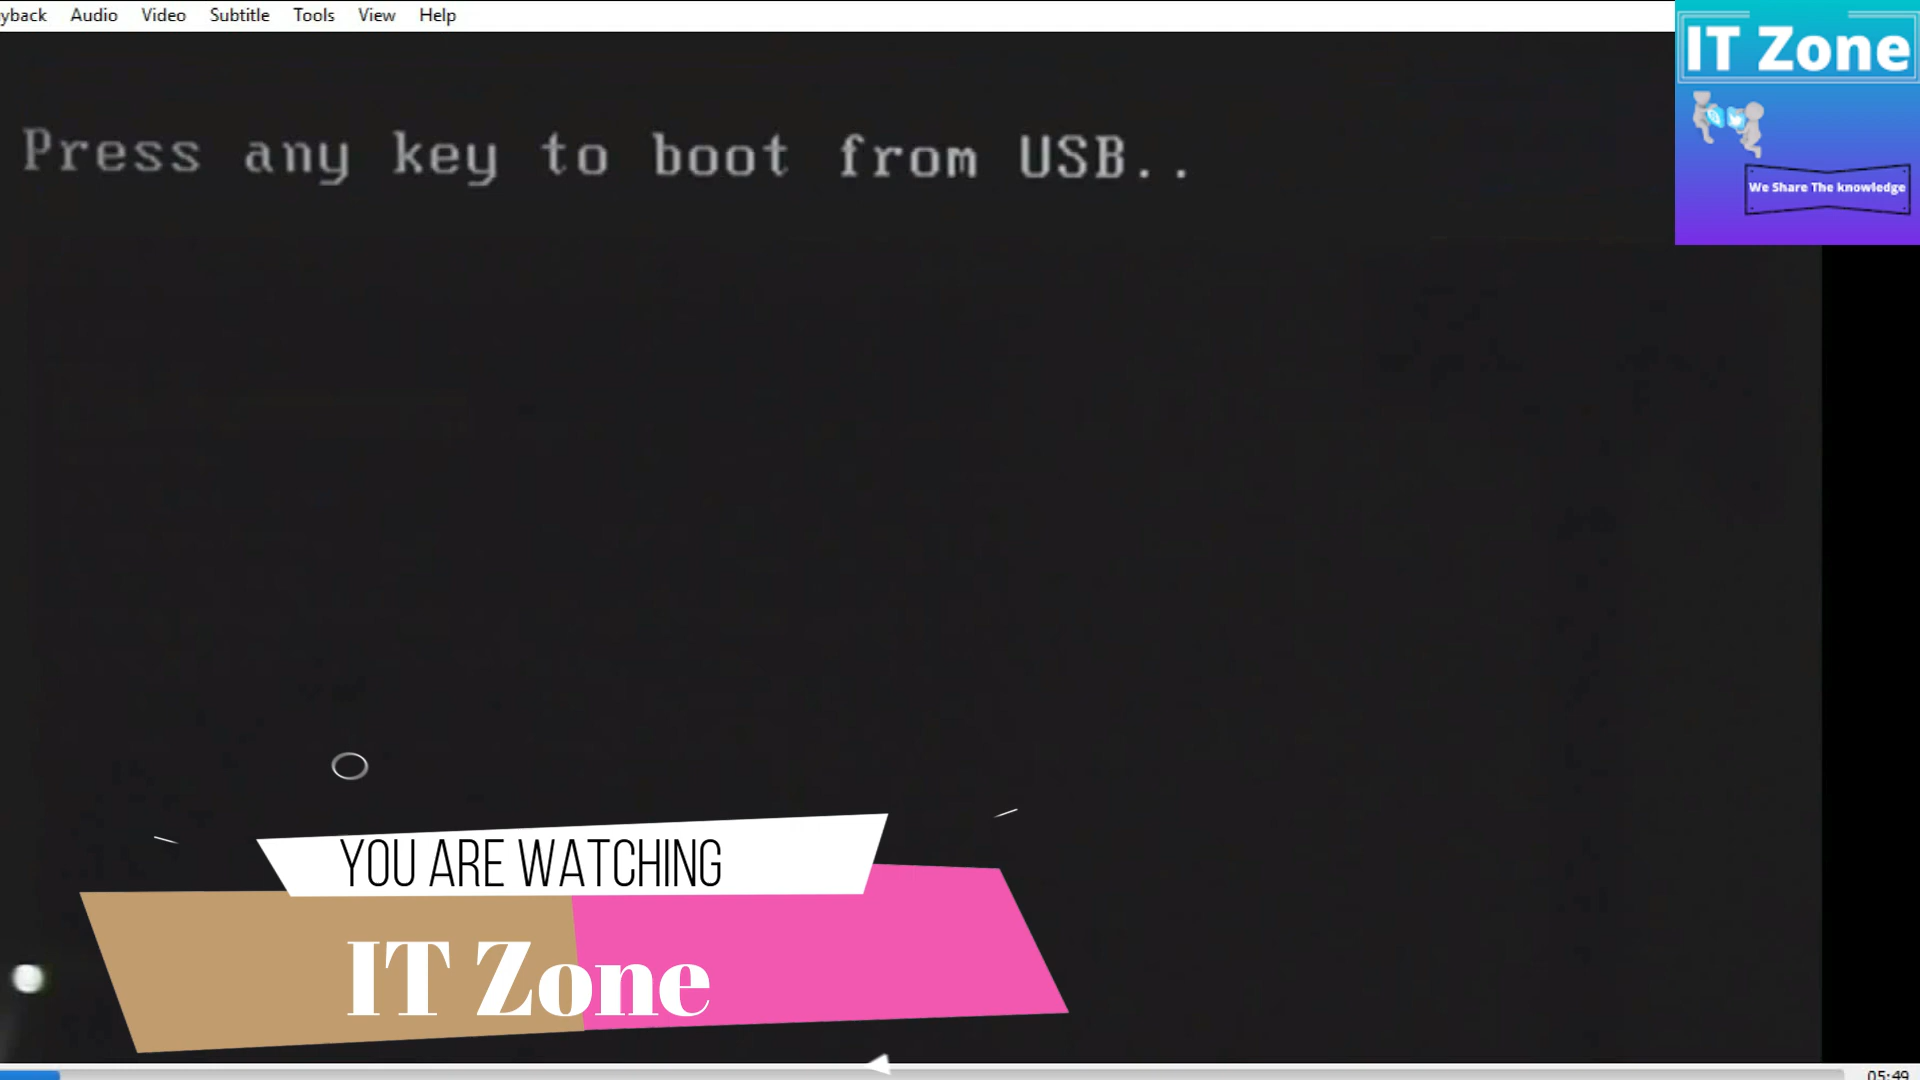 Audio Video Subtitle Tools View Help
IT Zone
Press any key to boot from USB..
We Share The knowledge
YOU ARE WATCHING
IT Zone
05:49